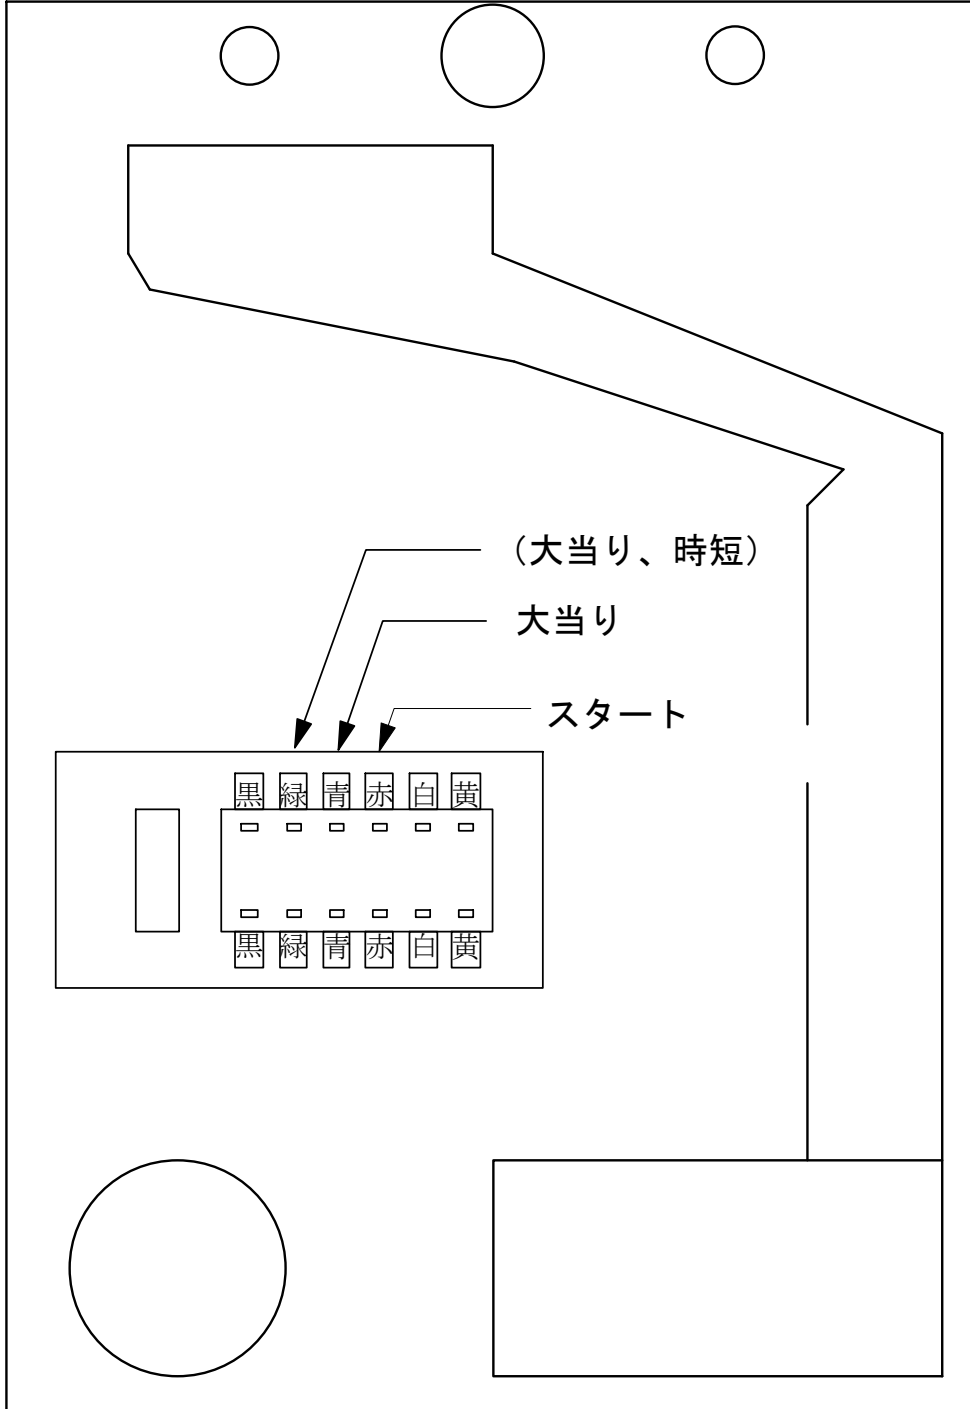 (大当り、時短)
大当り
スタート
黒 緑 青 赤 白 黄
黒 緑 青 赤 白 黄